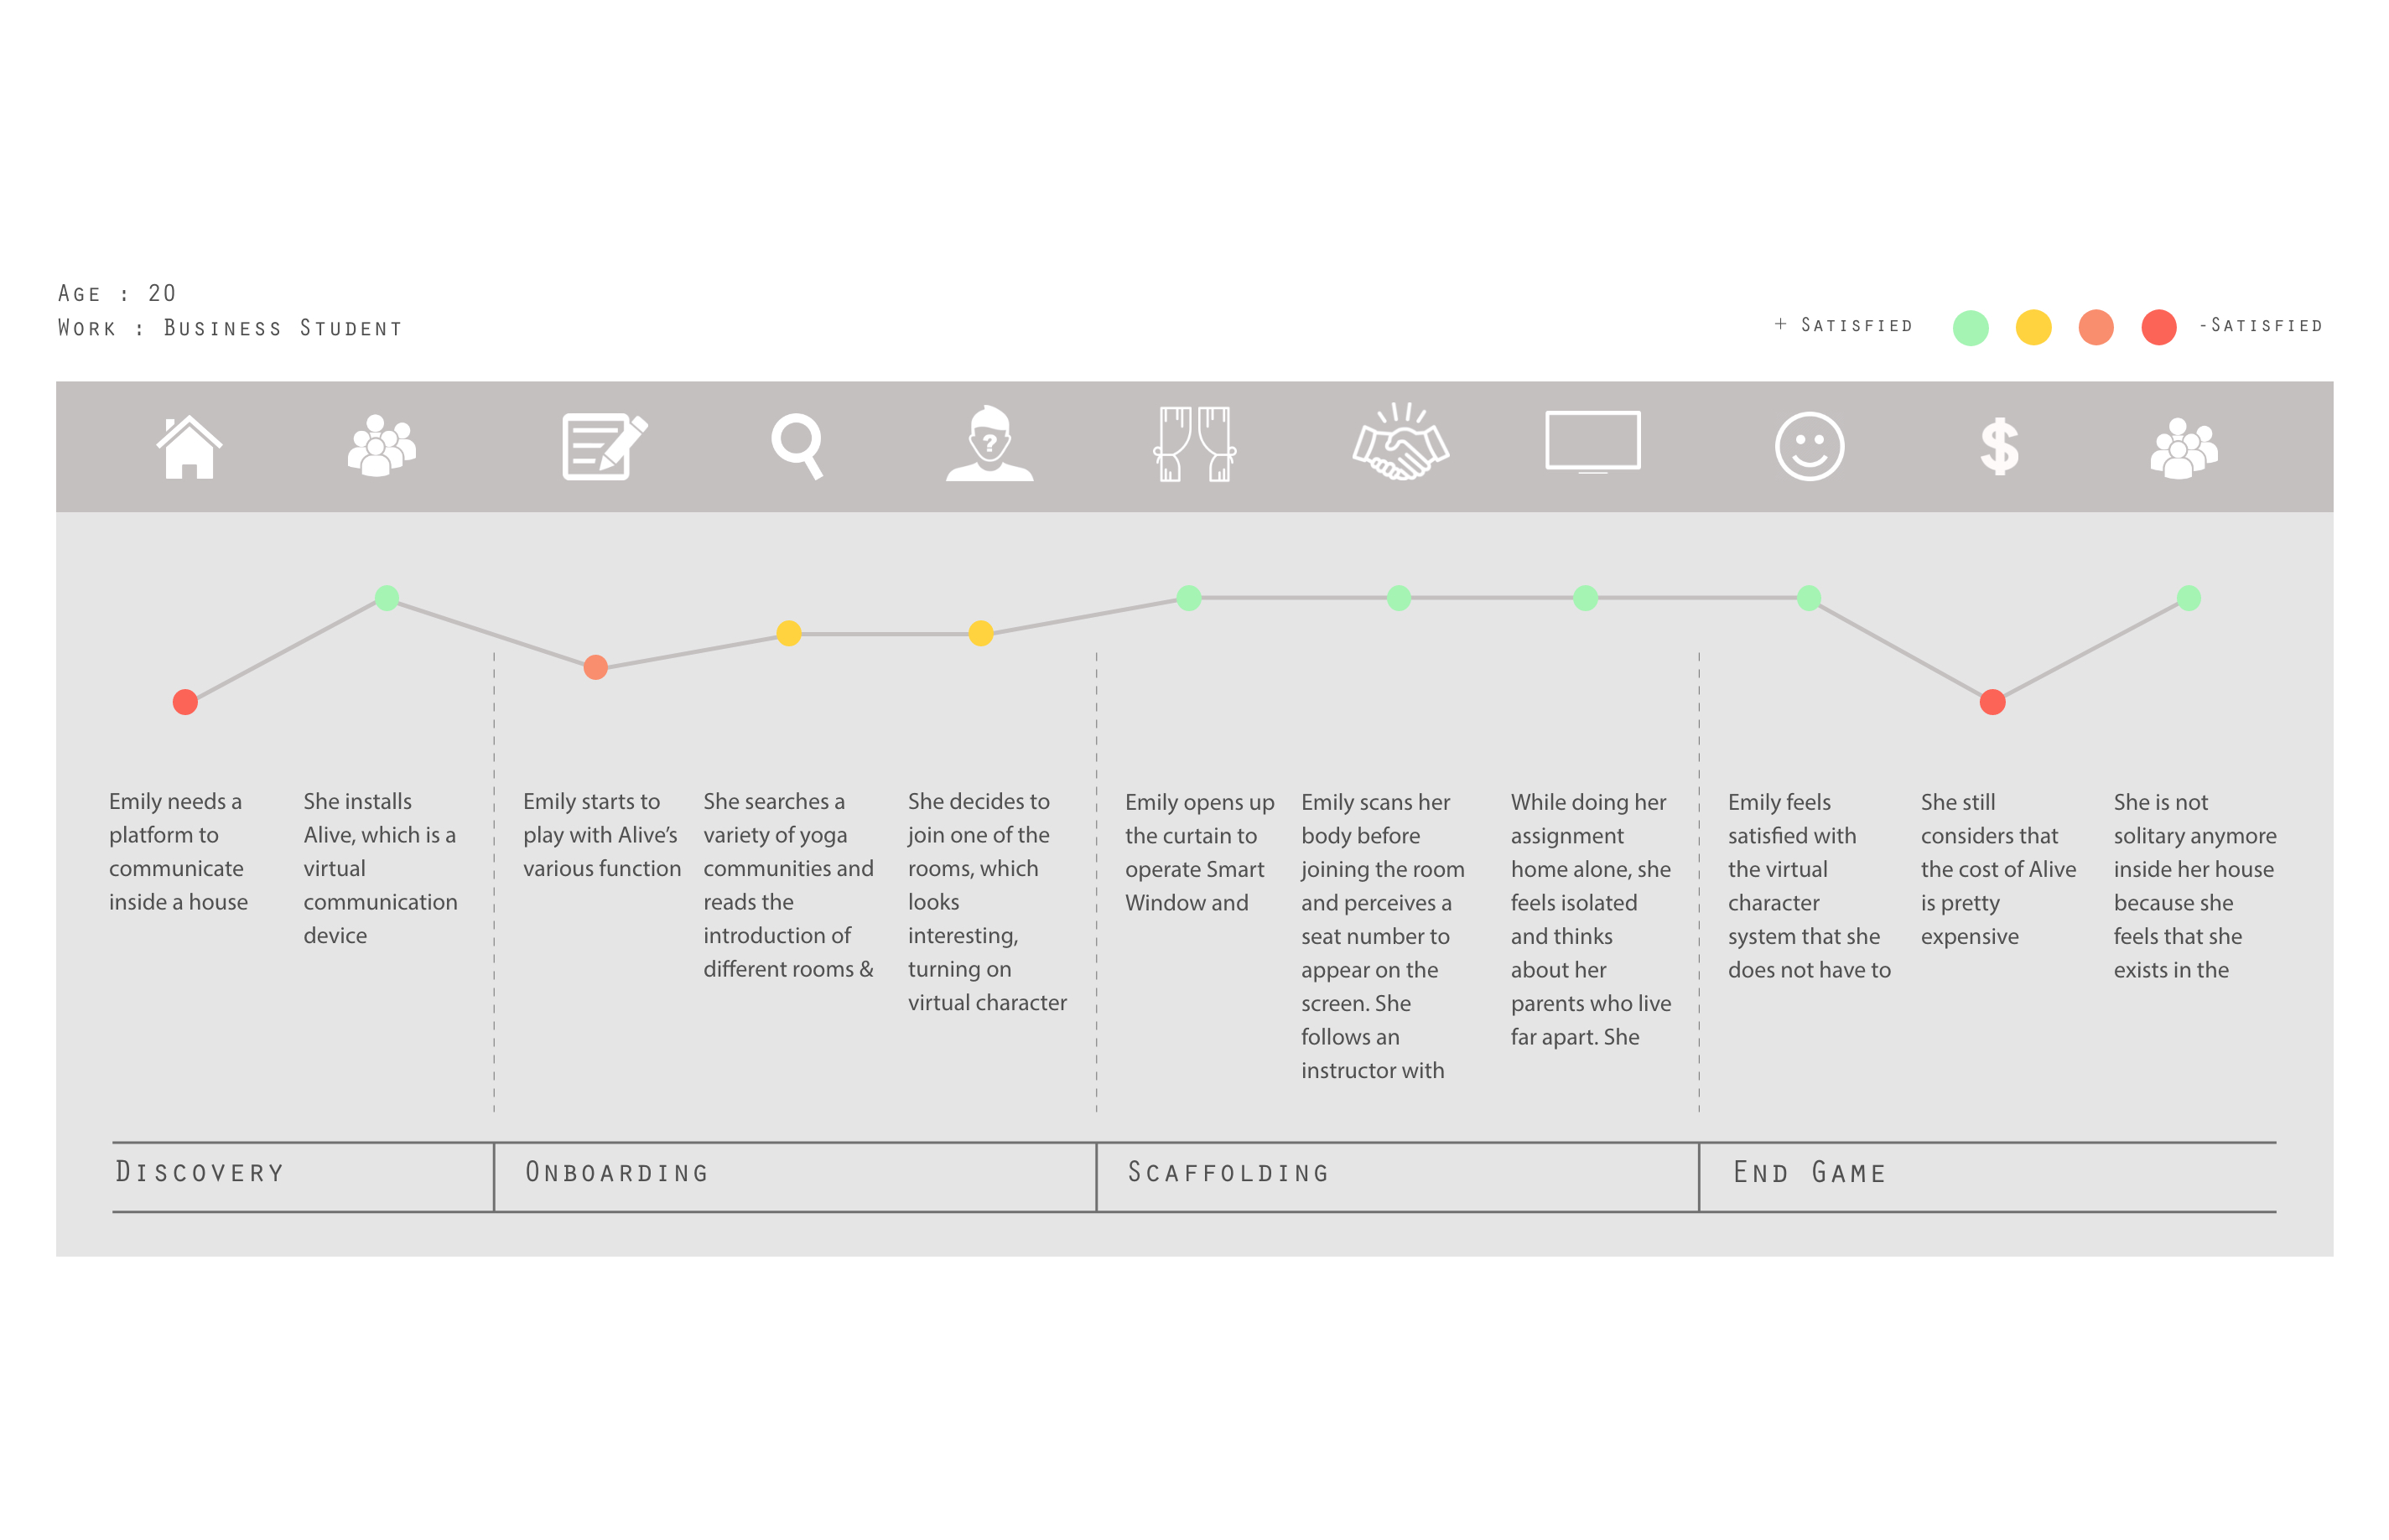 Age : 20
Work : Business Student
+ Satisfied
-Satisfied
?
$
Emily needs a
platform to
communicate
inside a house
She installs
Alive, which is a
virtual
communication
device
Emily starts to
play with Alive’s
various function
She searches a
variety of yoga
communities and
reads the
introduction of
different rooms &
She decides to
join one of the
rooms, which
looks
interesting,
turning on
virtual character
Emily opens up
the curtain to
operate Smart
Window and
Emily scans her
body before
joining the room
and perceives a
seat number to
appear on the
screen. She
follows an
instructor with
While doing her
assignment
home alone, she
feels isolated
and thinks
about her
parents who live
far apart. She
Emily feels
satisfied with
the virtual
character
system that she
does not have to
She still
considers that
the cost of Alive
is pretty
expensive
She is not
solitary anymore
inside her house
because she
feels that she
exists in the
Discovery
Onboarding
Scaffolding
End Game